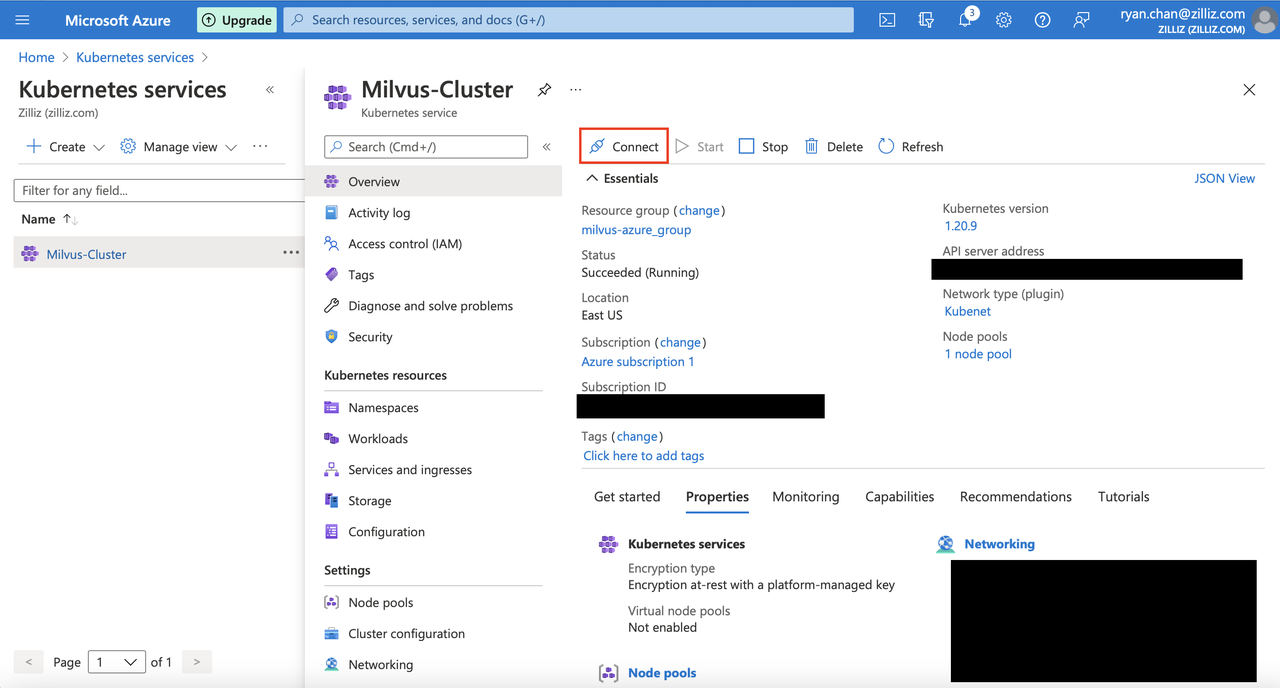 Microsoft Azure
Upgrade
Search resources, services, and docs (G+/)
3
ryan.chan@zilliz.com
ZILLIZ (ZILLIZ.COM)
Home > Kubernetes services >
Kubernetes services
«
Zilliz (zilliz.com)
Create
Manage view
...
Filter for any field...
Name
Milvus-Cluster
...
< Page 1 of 1 >
Milvus-Cluster
...
Kubernetes service
Search (Cmd+/)
«
Overview
Activity log
Access control (IAM)
Tags
Diagnose and solve problems
Security
Kubernetes resources
Namespaces
Workloads
Services and ingresses
Storage
Configuration
Settings
Node pools
Cluster configuration
Networking
Connect
Start
Stop
Delete
Refresh
Essentials
JSON View
Resource group (change)
milvus-azure_group
Status
Succeeded (Running)
Location
East US
Subscription (change)
Azure subscription 1
Subscription ID
Tags (change)
Click here to add tags
Kubernetes version
1.20.9
API server address
Network type (plugin)
Kubenet
Node pools
1 node pool
Get started
Properties
Monitoring
Capabilities
Recommendations
Tutorials
Kubernetes services
Encryption type
Encryption at-rest with a platform-managed key
Virtual node pools
Not enabled
Node pools
Networking